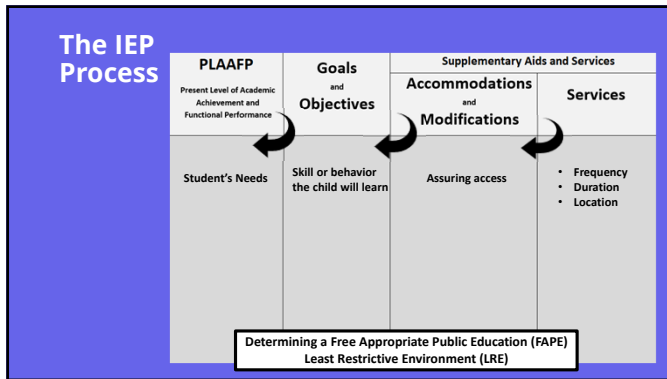 The IEP
Process
PLAAFP
Present Level of Academic
Achievement and
Functional Performance
Goals
and
Objectives
Supplementary Aids and Services
Accommodations
and
Modifications
Services
Student's Needs
Skill or behavior
the child will learn
Assuring access
• Frequency
• Duration
• Location
Determining a Free Appropriate Public Education (FAPE)
Least Restrictive Environment (LRE)